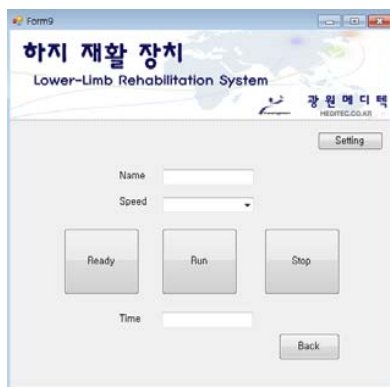 Form9
하지 재활 장치
Lower-Limb Rehabilitation System
광원메디텍
MEDITEC.CO.KR
Setting
Name
Speed
Ready Run Stop
Time
Back